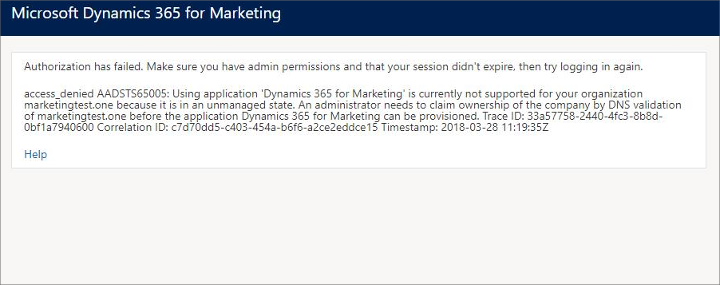 Microsoft Dynamics 365 for Marketing
Authorization has failed. Make sure you have admin permissions and that your session didn't expire, then try logging in again.
access_denied AADSTS65005: Using application 'Dynamics 365 for Marketing' is currently not supported for your organization
marketingtest.one because it is in an unmanaged state. An administrator needs to claim ownership of the company by DNS validation
of marketingtest.one before the application Dynamics 365 for Marketing can be provisioned. Trace ID: 33a57758-2440-4fc3-8b8d-
0bf1a7940600 Correlation ID: c7d70dd5-c403-454a-b6f6-a2ce2eddce15 Timestamp: 2018-03-28 11:19:35Z
Help